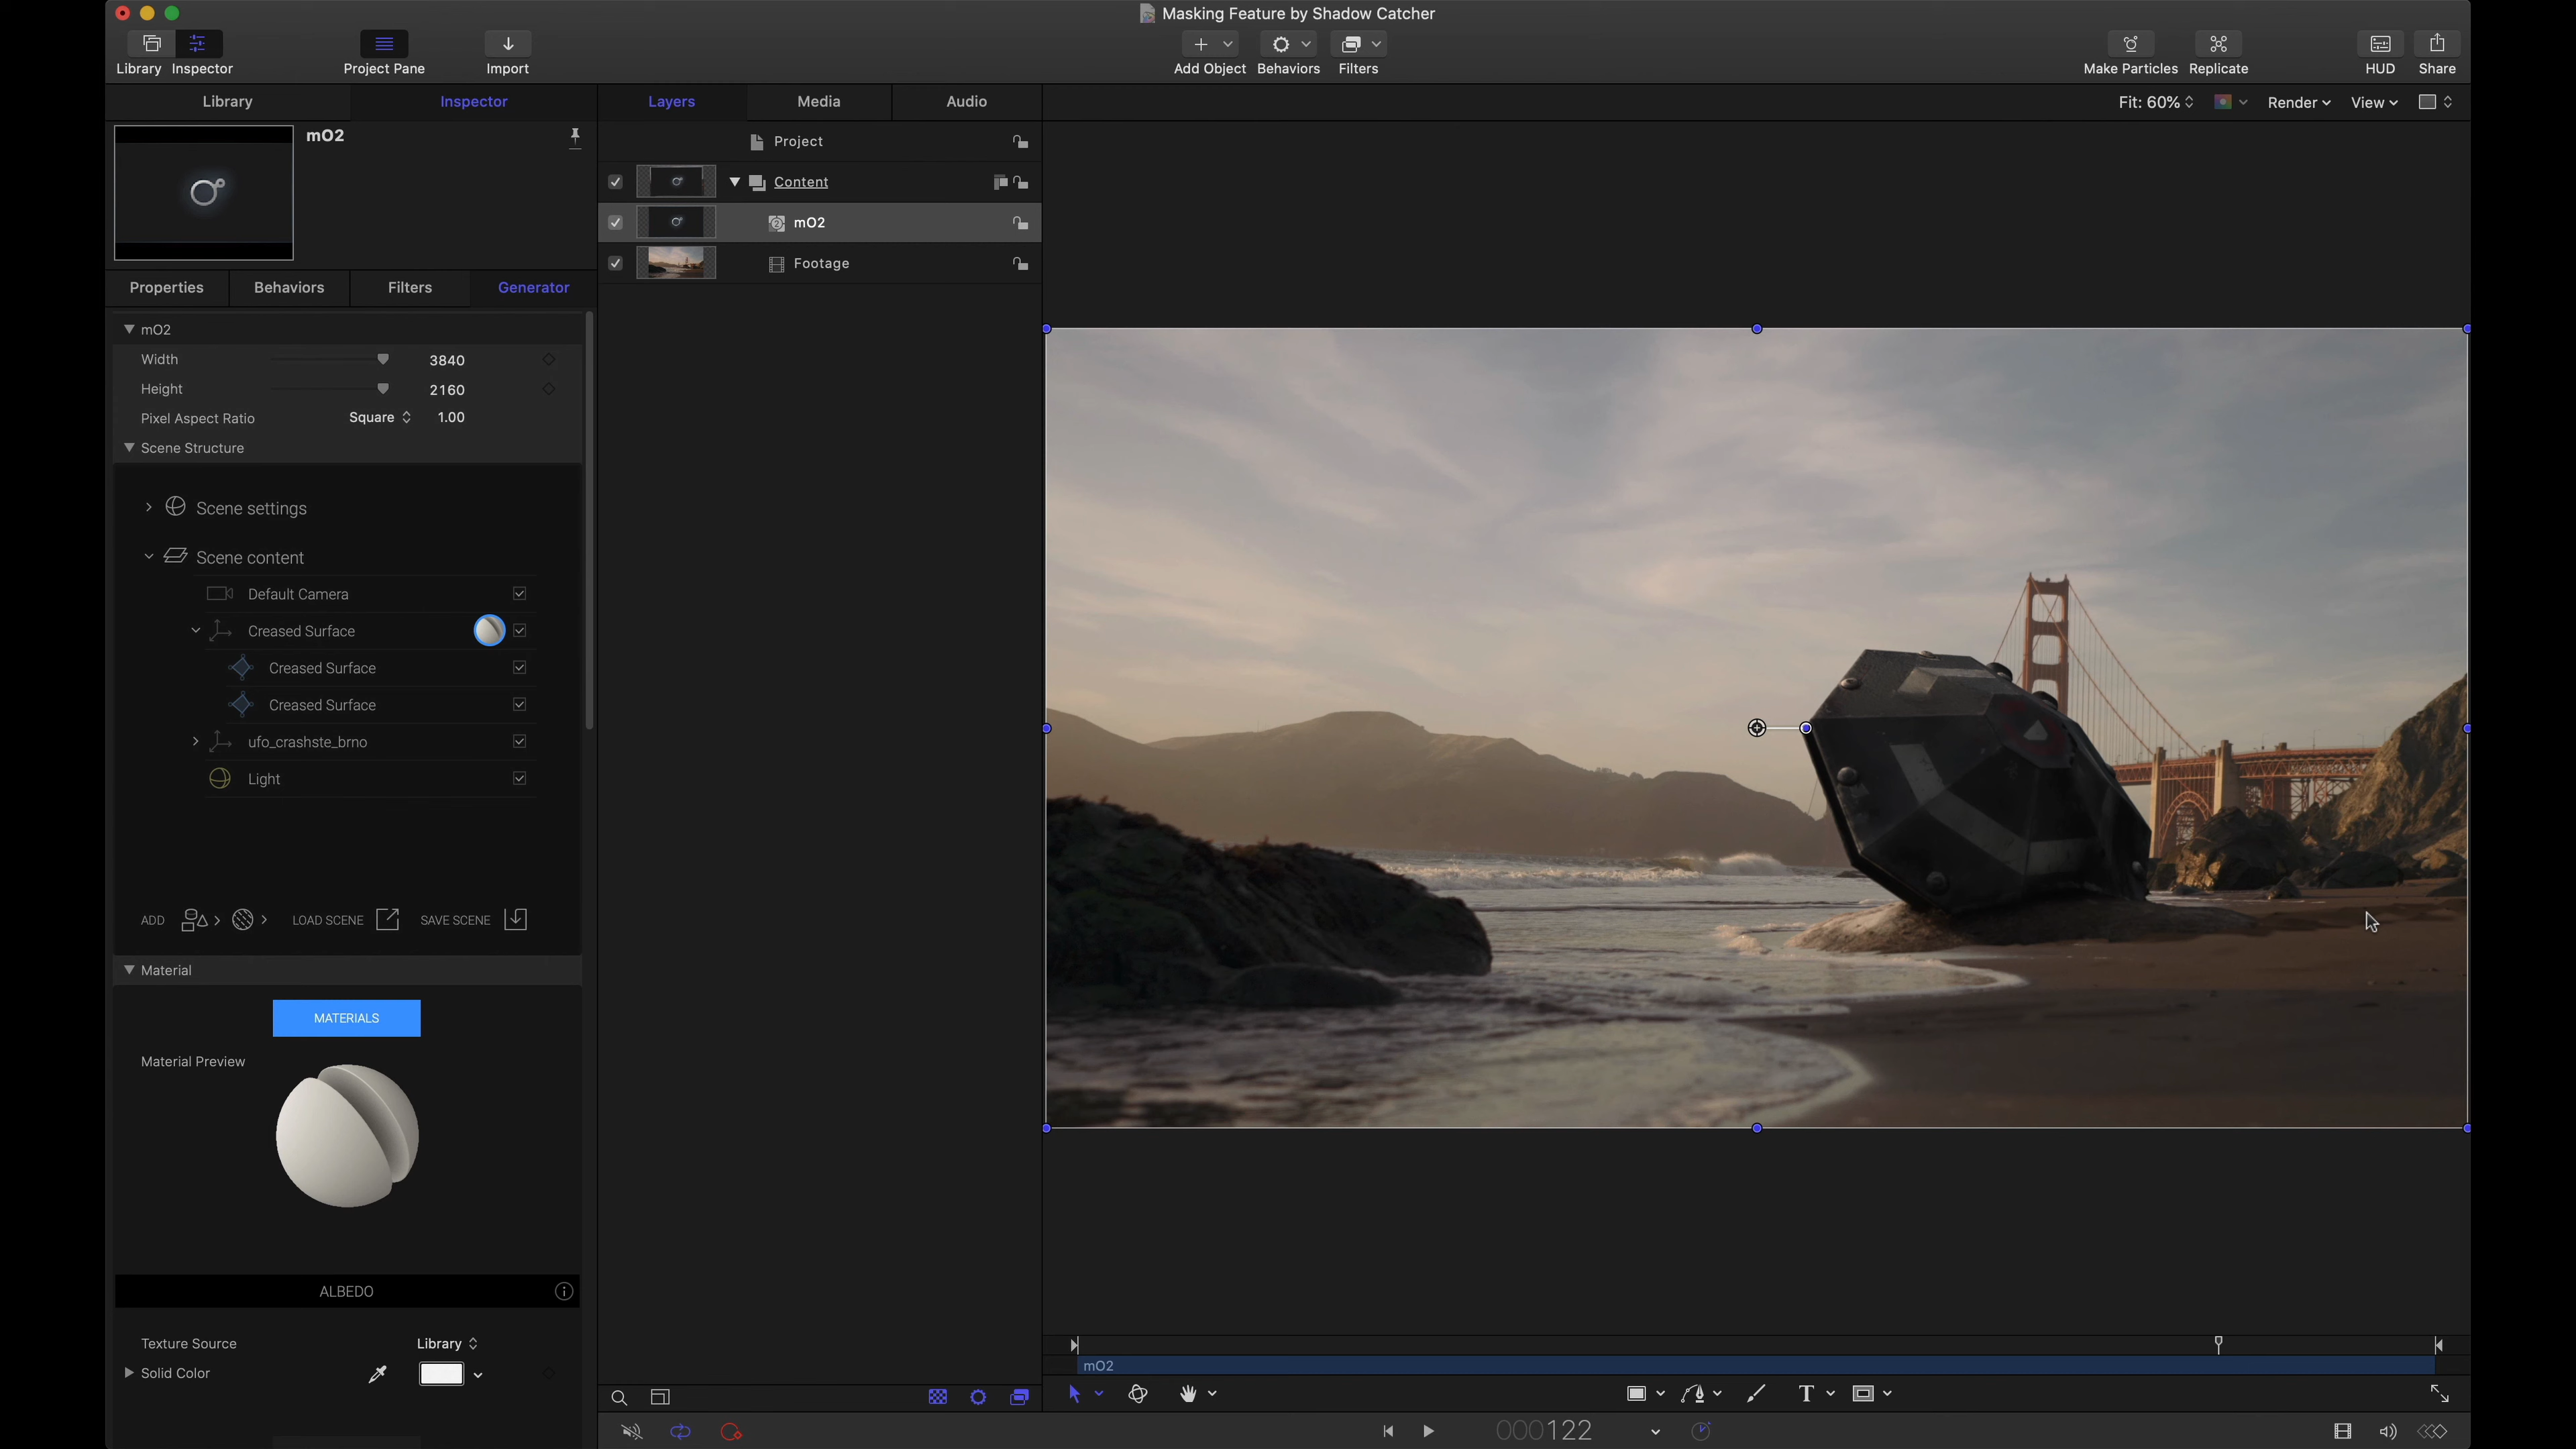 Masking Feature by Shadow Catcher
Library Inspector Project Pane Import Add Object Behaviors Filters Make Particles Replicate HUD Share
Library Inspector Layers Media Audio Fit: 60% Render View
mO2
Project
Content
mO2
Footage
Properties Behaviors Filters Generator
mO2
Width 3840
Height 2160
Pixel Aspect Ratio Square 1.00
Scene Structure
Scene settings
Scene content
Default Camera
Creased Surface
Creased Surface
Creased Surface
ufo_crashste_brno
Light
ADD LOAD SCENE SAVE SCENE
Material
MATERIALS
Material Preview
ALBEDO
Texture Source Library
Solid Color
mO2
T
000122